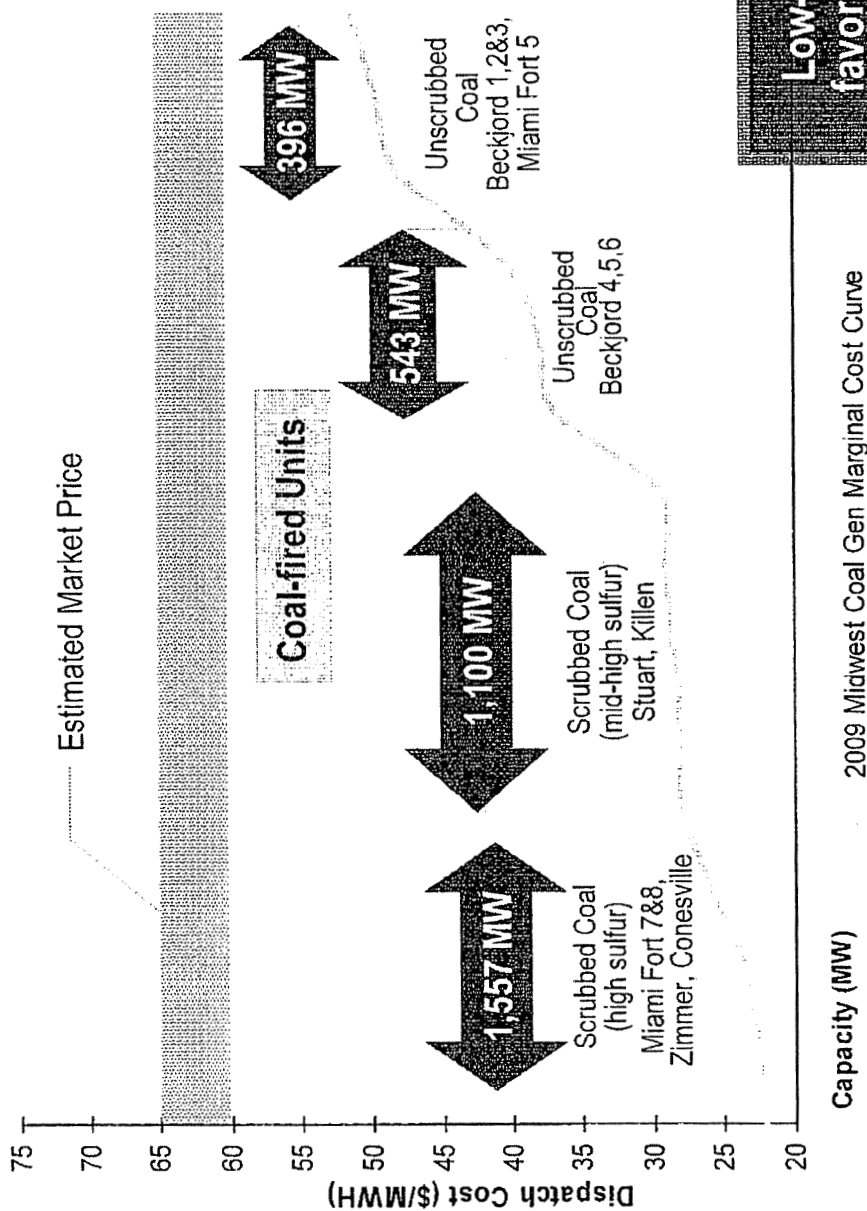 Estimated Market Price
75
70
65
60
55
50
45
40
35
30
25
20
Dispatch Cost ($/MWH)
Coal-fired Units
1,557 MW
Scrubbed Coal
(high sulfur)
Miami Fort 7&8,
Zimmer, Conesville
1,100 MW
Scrubbed Coal
(mid-high sulfur)
Stuart, Killen
543 MW
Unscrubbed
Coal
Beckjord 4,5,6
396 MW
Unscrubbed
Coal
Beckjord 1,2&3,
Miami Fort 5
Capacity (MW)
2009 Midwest Coal Gen Marginal Cost Curve
Low-
favor